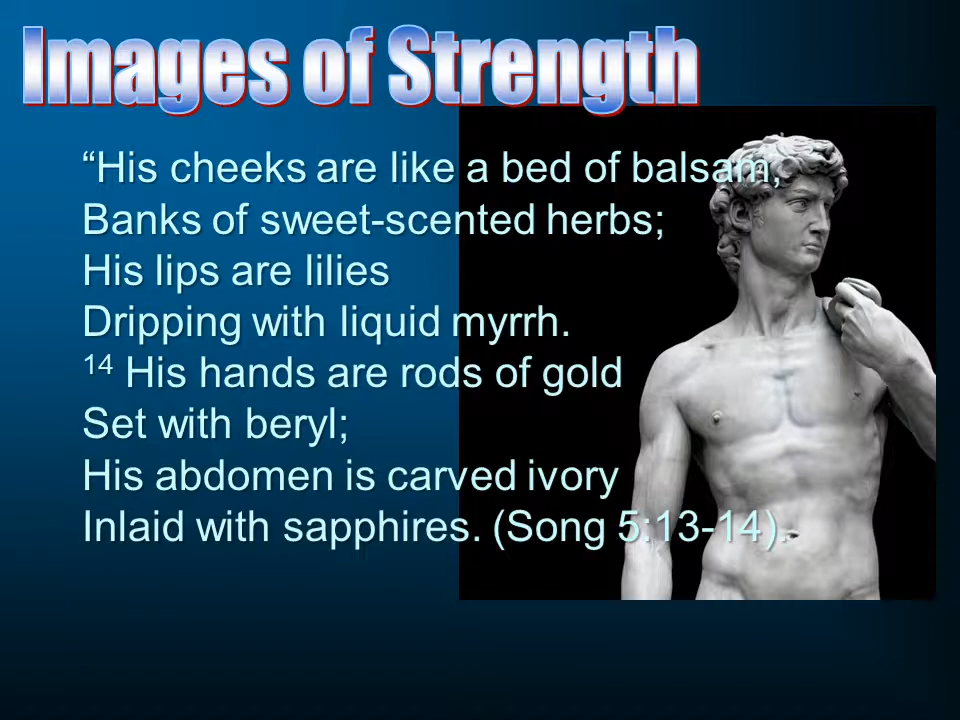 Images of Strength
“His cheeks are like a bed of balsam,
Banks of sweet-scented herbs;
His lips are lilies
Dripping with liquid myrrh.
14 His hands are rods of gold
Set with beryl;
His abdomen is carved ivory
Inlaid with sapphires. (Song 5:13-14).